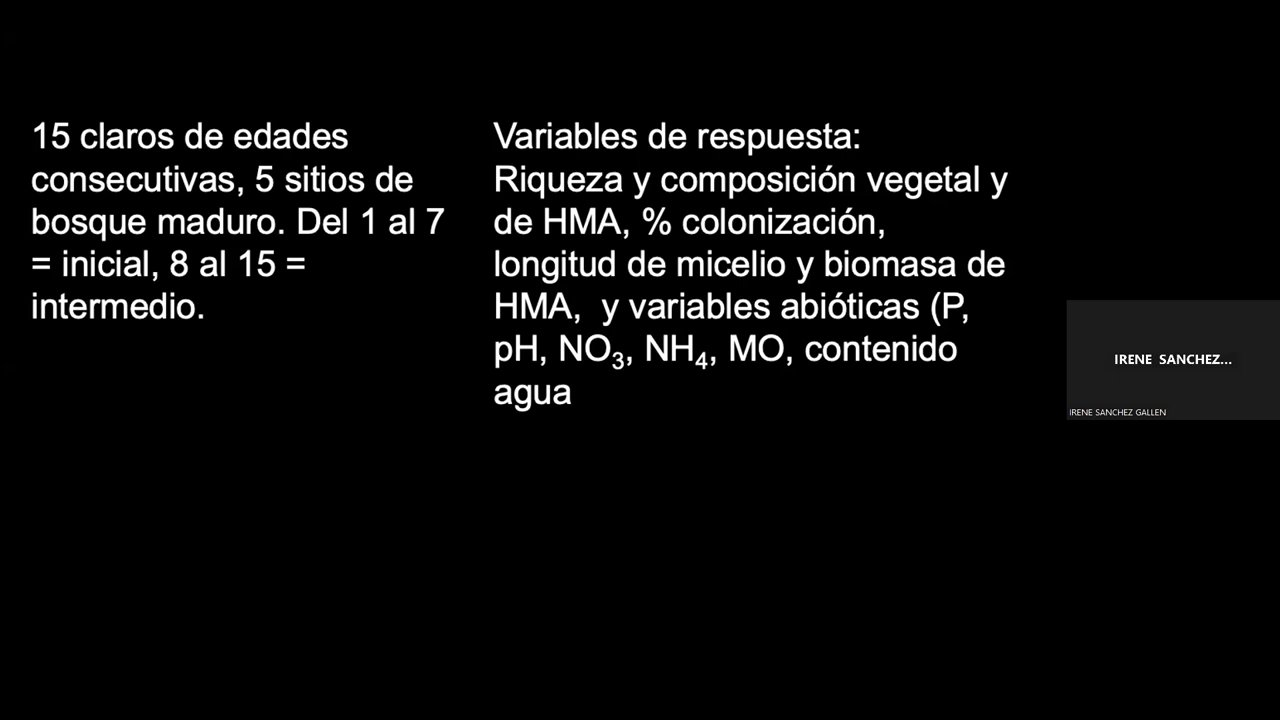 15 claros de edades
consecutivas, 5 sitios de
bosque maduro. Del 1 al 7
= inicial, 8 al 15 =
intermedio.
Variables de respuesta:
Riqueza y composición vegetal y
de HMA, % colonización,
longitud de micelio y biomasa de
HMA,  y variables abióticas (P,
pH, NO₃, NH₄, MO, contenido
agua
IRENE SANCHEZ...
IRENE SANCHEZ GALLEN